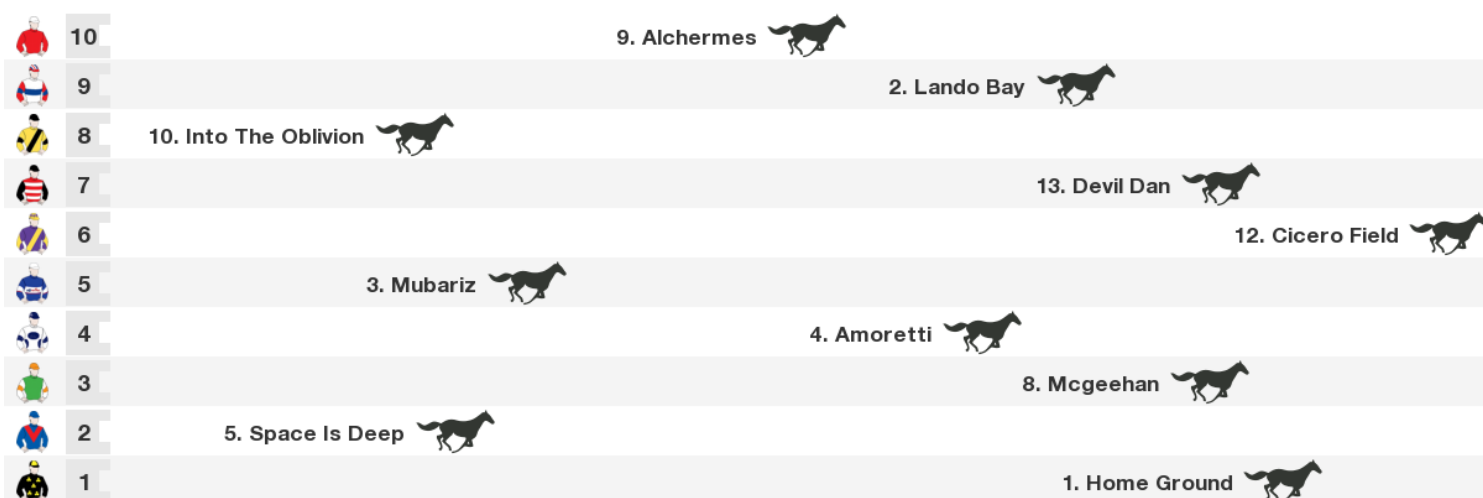 10 9. Alchermes
9 2. Lando Bay
8 10. Into The Oblivion
7 13. Devil Dan
6 12. Cicero Field
5 3. Mubariz
4 4. Amoretti
3 8. Mcgeehan
2 5. Space Is Deep
1 1. Home Ground